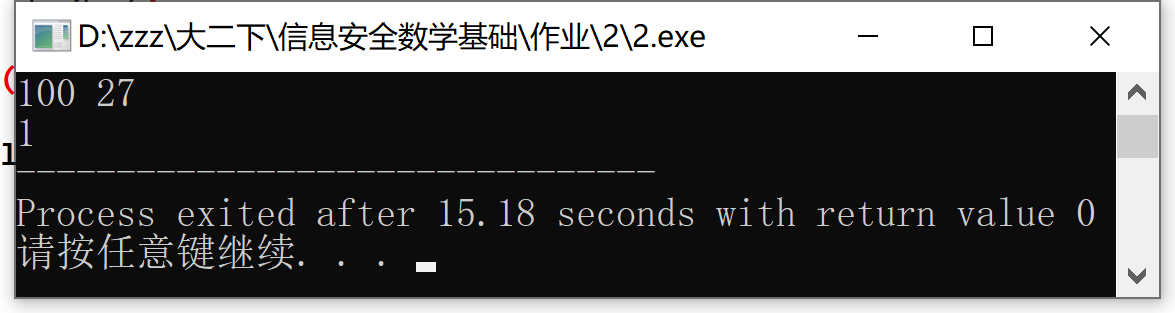 D:\zzz\大二下\信息安全数学基础\作业\2\2.exe
100 27
1
--------------------------------
Process exited after 15.18 seconds with return value 0
请按任意键继续. . .